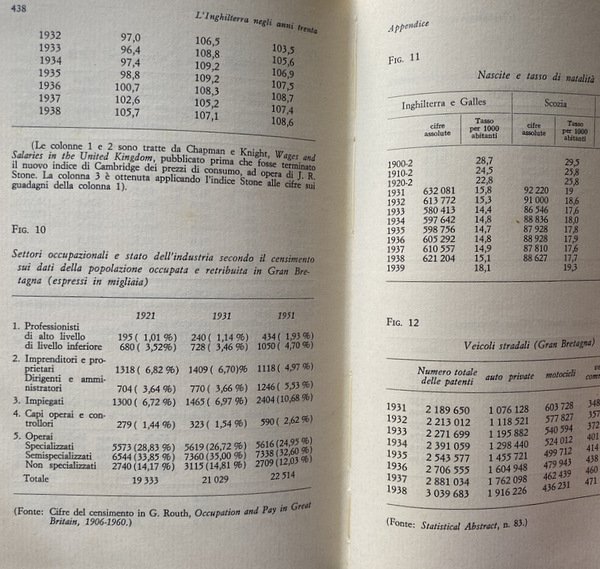 438
L'Inghilterra negli anni trenta
1932 97,0 106,5 103,5
1933 96,4 108,8 105,6
1934 97,4 109,2 106,9
1935 98,8 109,2 107,5
1936 100,7 108,3 108,7
1937 102,6 105,2 107,4
1938 105,7 107,1 108,6
(Le colonne 1 e 2 sono tratte da Chapman e Knight, Wages and
Salaries in the United Kingdom, pubblicato prima che fosse terminato
il nuovo indice di Cambridge dei prezzi di consumo, ad opera di J. R.
Stone. La colonna 3 è ottenuta applicando l'indice Stone alle cifre sui
guadagni della colonna 1).
FIG. 10
Settori occupazionali e stato dell'industria secondo il censimento
sui dati della popolazione occupata e retribuita in Gran Bre-
tagna (espressi in migliaia)
1921 1931 1951
1. Professionisti
di alto livello 195 ( 1,01 %) 240 ( 1,14 %) 434 ( 1,93 %)
di livello inferiore 680 ( 3,52%) 728 ( 3,46 %) 1050 ( 4,70 %)
2. Imprenditori e pro-
prietari 1318 ( 6,82 %) 1409 ( 6,70)% 1118 ( 4,97 %)
Dirigenti e ammi-
nistratori 704 ( 3,64 %) 770 ( 3,66 %) 1246 ( 5,53 %)
3. Impiegati 1300 ( 6,72 %) 1465 ( 6,97 %) 2404 (10,68 %)
4. Capi operai e con-
trollori 279 ( 1,44 %) 323 ( 1,54 %) 590 ( 2,62 %)
5. Operai
Specializzati 5573 (28,83 %) 5619 (26,72 %) 5616 (24,95 %)
Semispecializzati 6544 (33,85 %) 7360 (35,00 %) 7338 (32,60 %)
Non specializzati 2740 (14,17 %) 3115 (14,81 %) 2709 (12,03 %)
Totale 19 333 21 029 22 514
(Fonte: Cifre del censimento in G. Routh, Occupation and Pay in Great
Britain, 1906-1960.)
Appendice
FIG. 11
Nascite e tasso di natalità
Inghilterra e Galles Scozia
cifre assolute Tasso per 1000 abitanti cifre assolute Tasso per 1000 abitanti
1900-2 28,7 29,5
1910-2 24,5 25,8
1920-2 22,8 25,8
1931 632 081 15,8 92 220 19
1932 613 772 15,3 91 000 18,6
1933 580 413 14,4 86 546 17,6
1934 597 642 14,8 88 836 18,0
1935 598 756 14,7 87 928 17,8
1936 605 292 14,8 88 928 17,9
1937 610 557 14,9 87 810 17,6
1938 621 204 15,1 88 627 17,7
1939 18,1 19,3
FIG. 12
Veicoli stradali (Gran Bretagna)
Numero totale delle patenti auto private motocicli
1931 2 189 650 1 076 128 603 728 348
1932 2 213 012 1 118 521 577 827
1933 2 271 699 1 195 882 540 594
1934 2 391 059 1 298 440 524 012 401
1935 2 543 577 1 455 721 499 712
1936 2 706 555 1 604 948 479 943 438
1937 2 881 034 1 762 098 462 439 460
1938 3 039 683 1 916 226 436 231 471
(Fonte: Statistical Abstract, n. 83.)